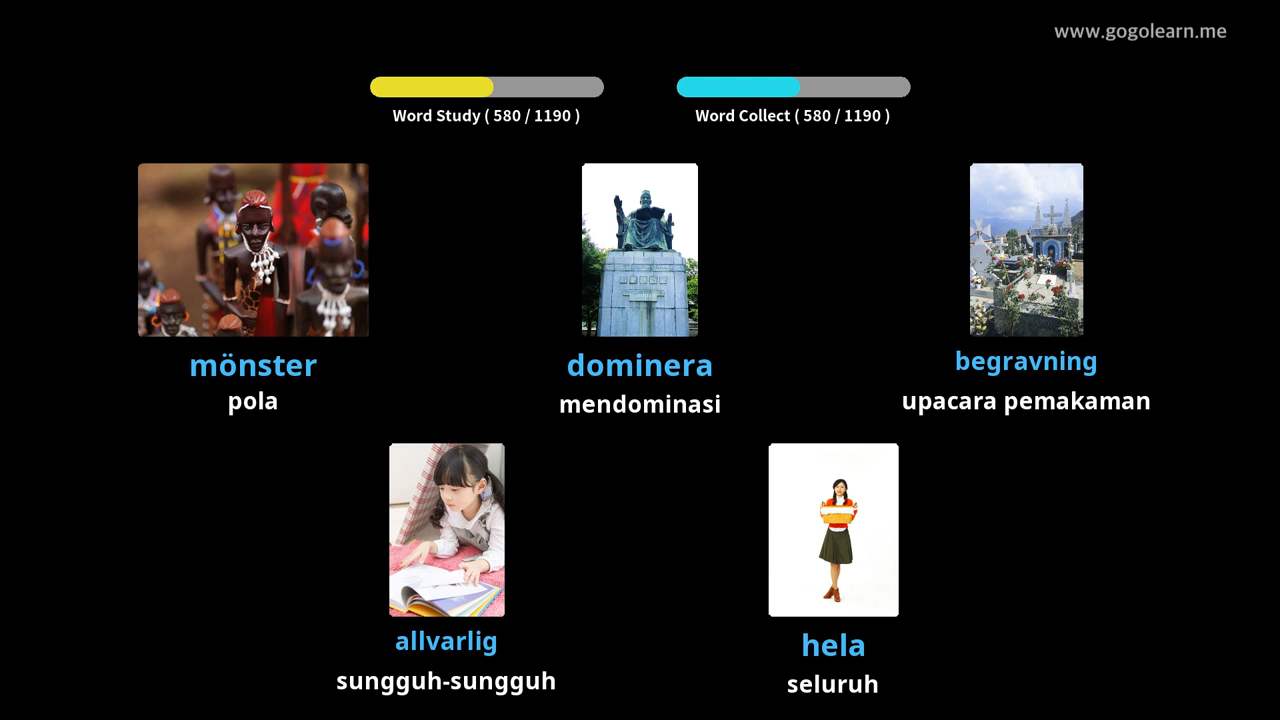 www.gogolearn.me
Word Study ( 580 / 1190 )
Word Collect ( 580 / 1190 )
mönster
pola
dominera
mendominasi
begravning
upacara pemakaman
allvarlig
sungguh-sungguh
hela
seluruh